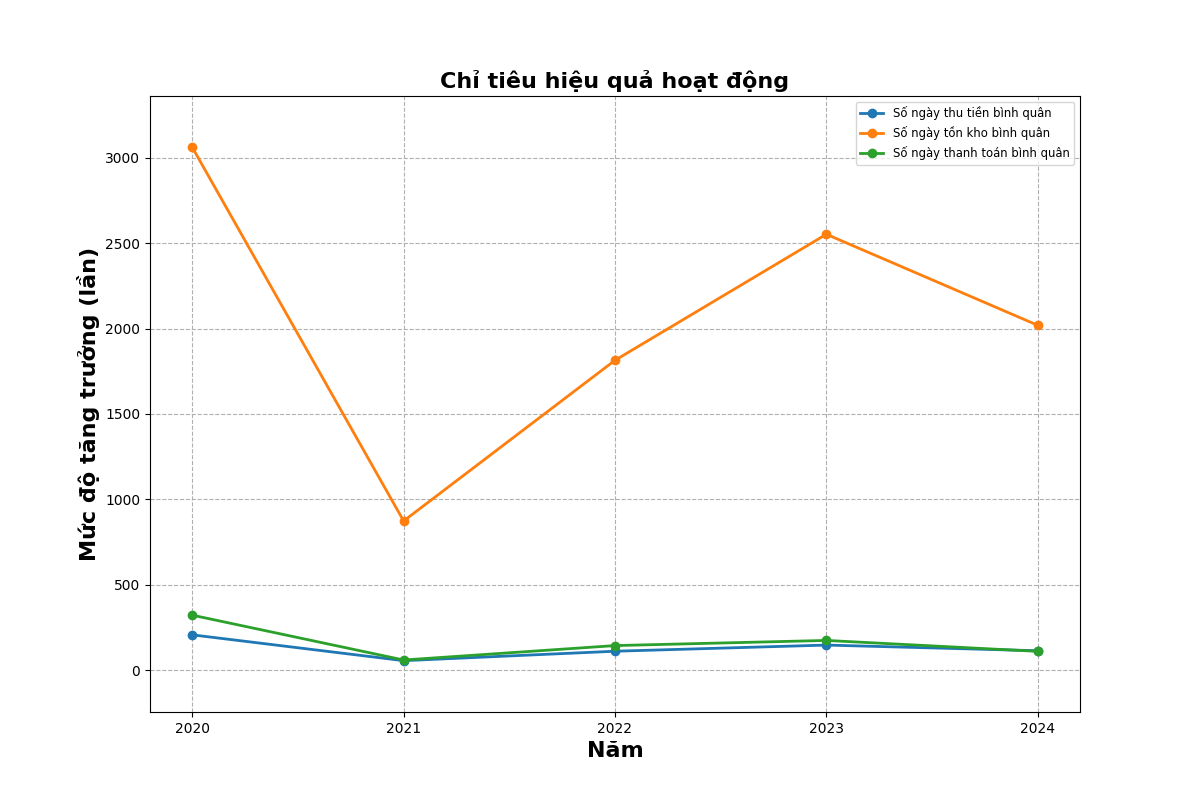 Chỉ tiêu hiệu quả hoạt động
Số ngày thu tiền bình quân
Số ngày tồn kho bình quân
Số ngày thanh toán bình quân
Mức độ tăng trưởng (lần)
3000
2500
2000
1500
1000
500
0
2020 2021 2022 2023 2024
Năm